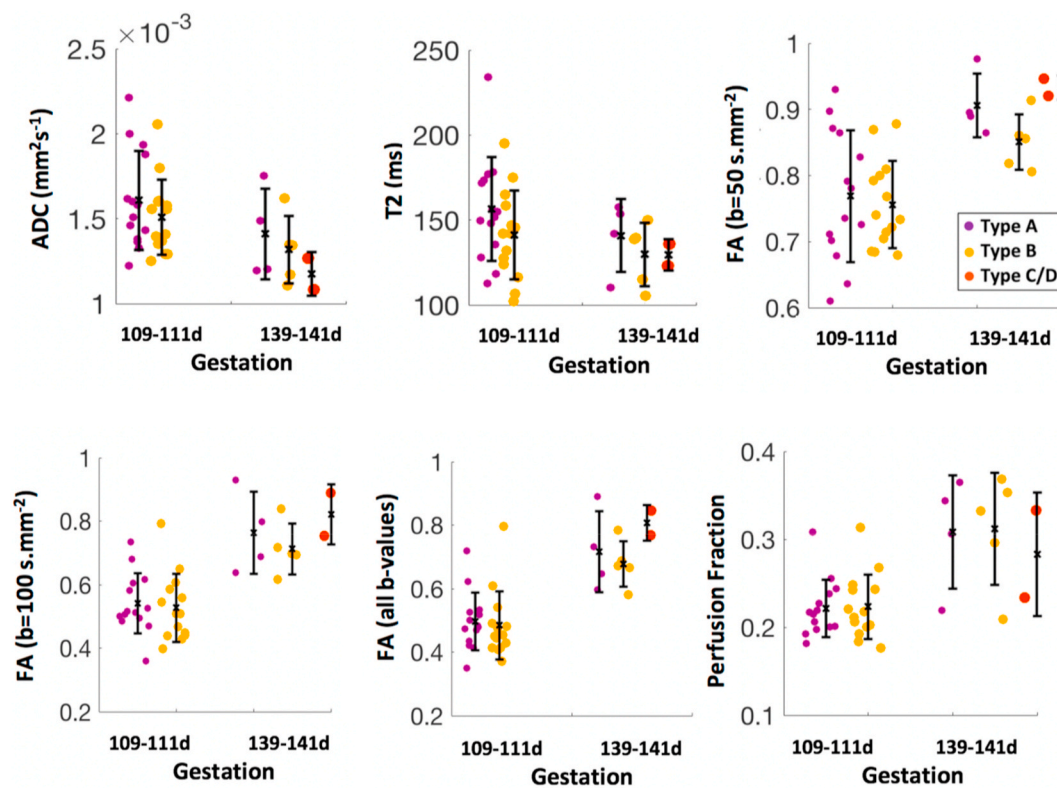 ×10⁻³
2.5
2
1.5
1
ADC (mm²s⁻¹)
109-111d
139-141d
Gestation
250
200
150
100
T2 (ms)
109-111d
139-141d
Gestation
1
0.9
0.8
0.7
0.6
FA (b=50 s.mm⁻²)
Type A
Type B
Type C/D
109-111d
139-141d
Gestation
1
0.8
0.6
0.4
0.2
FA (b=100 s.mm⁻²)
109-111d
139-141d
Gestation
1
0.8
0.6
0.4
0.2
FA (all b-values)
109-111d
139-141d
Gestation
0.4
0.3
0.2
0.1
Perfusion Fraction
109-111d
139-141d
Gestation